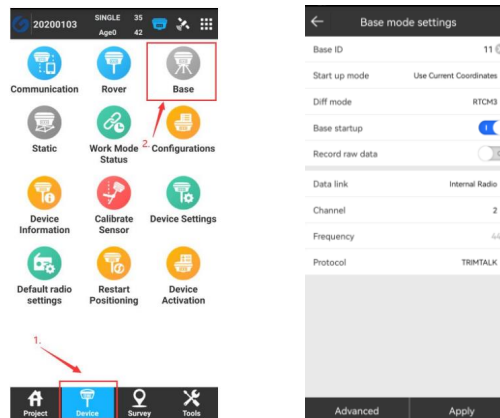 20200103
SINGLE 35
Age0 42
Communication
Rover
Base
2.
Static
Work Mode Status
Configurations
Device Information
Calibrate Sensor
Device Settings
Default radio settings
Restart Positioning
Device Activation
1.
Project
Device
Survey
Tools
Base mode settings
Base ID 11
Start up mode Use Current Coordinates
Diff mode RTCM3
Base startup
Record raw data
Data link Internal Radio
Channel 2
Frequency
Protocol TRIMTALK
Advanced
Apply